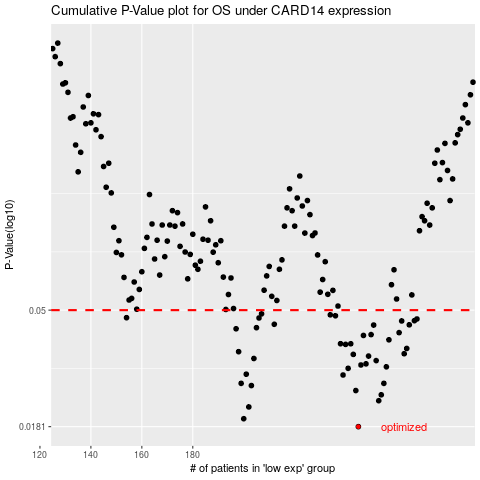 Cumulative P-Value plot for OS under CARD14 expression
P-Value(log10)
0.05
0.0181
optimized
120 140 160 180
# of patients in 'low exp' group